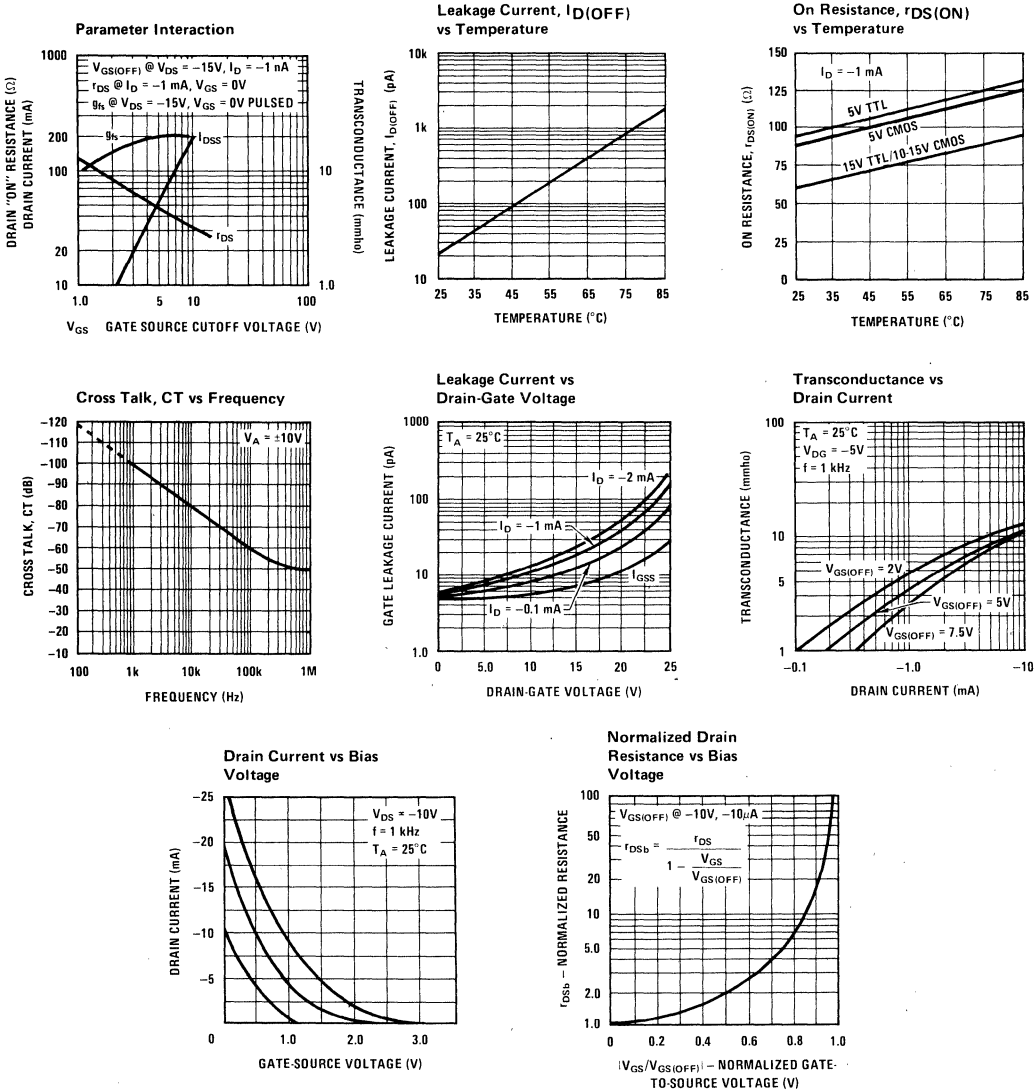 Parameter Interaction
1000
200
100
20
10
DRAIN "ON" RESISTANCE (Ω)
DRAIN CURRENT (mA)
VGS(OFF) @ VDS = −15V, ID = −1 nA
rDS @ ID = −1 mA, VGS = 0V
gfs @ VDS = −15V, VGS = 0V PULSED
gfs
IDSS
rDS
10
1.0
TRANSCONDUCTANCE (mmho)
1.0 5 10 100
VGS GATE SOURCE CUTOFF VOLTAGE (V)
Leakage Current, ID(OFF)
vs Temperature
10k
1k
100
10
LEAKAGE CURRENT, ID(OFF) (pA)
25 35 45 55 65 75 85
TEMPERATURE (°C)
On Resistance, rDS(ON)
vs Temperature
150
125
100
75
50
25
0
ON RESISTANCE, rDS(ON) (Ω)
ID = −1 mA
5V TTL
5V CMOS
15V TTL/10-15V CMOS
25 35 45 55 65 75 85
TEMPERATURE (°C)
Cross Talk, CT vs Frequency
−120
−110
−100
−90
−80
−70
−60
−50
−40
−30
−20
−10
CROSS TALK, CT (dB)
VA = ±10V
100 1k 10k 100k 1M
FREQUENCY (Hz)
Leakage Current vs
Drain-Gate Voltage
1000
100
10
1.0
GATE LEAKAGE CURRENT (pA)
TA = 25°C
ID = −2 mA
ID = −1 mA
IGSS
ID = −0.1 mA
0 5.0 10 15 20 25
DRAIN-GATE VOLTAGE (V)
Transconductance vs
Drain Current
100
10
5
1
TRANSCONDUCTANCE (mmho)
TA = 25°C
VDG = −5V
f = 1 kHz
VGS(OFF) = 2V
VGS(OFF) = 5V
VGS(OFF) = 7.5V
−0.1 −1.0 −10
DRAIN CURRENT (mA)
Drain Current vs Bias
Voltage
−25
−20
−15
−10
−5
0
DRAIN CURRENT (mA)
VDS = −10V
f = 1 kHz
TA = 25°C
1.0 2.0 3.0
GATE-SOURCE VOLTAGE (V)
Normalized Drain
Resistance vs Bias
Voltage
100
50
20
10
5.0
2.0
1.0
rDSb – NORMALIZED RESISTANCE
VGS(OFF) @ −10V, −10μA
rDSb = rDS
1 − VGS
VGS(OFF)
0 0.2 0.4 0.6 0.8 1.0
|VGS/VGS(OFF)| – NORMALIZED GATE-
TO-SOURCE VOLTAGE (V)